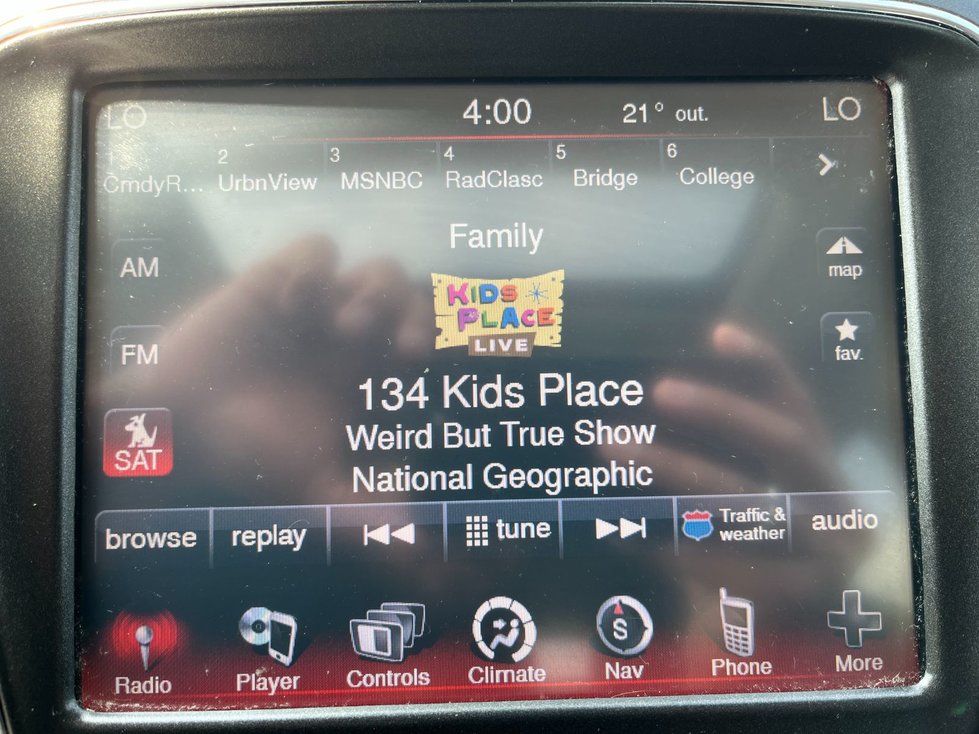 LO 4:00 21° out. LO
1 2 3 4 5 6
CmdyR... UrbnView MSNBC RadClasc Bridge College
Family
AM
map
KIDS
PLACE
LIVE
FM
fav.
134 Kids Place
Weird But True Show
SAT
National Geographic
browse replay tune Traffic & weather audio
S
Radio Player Controls Climate Nav Phone More